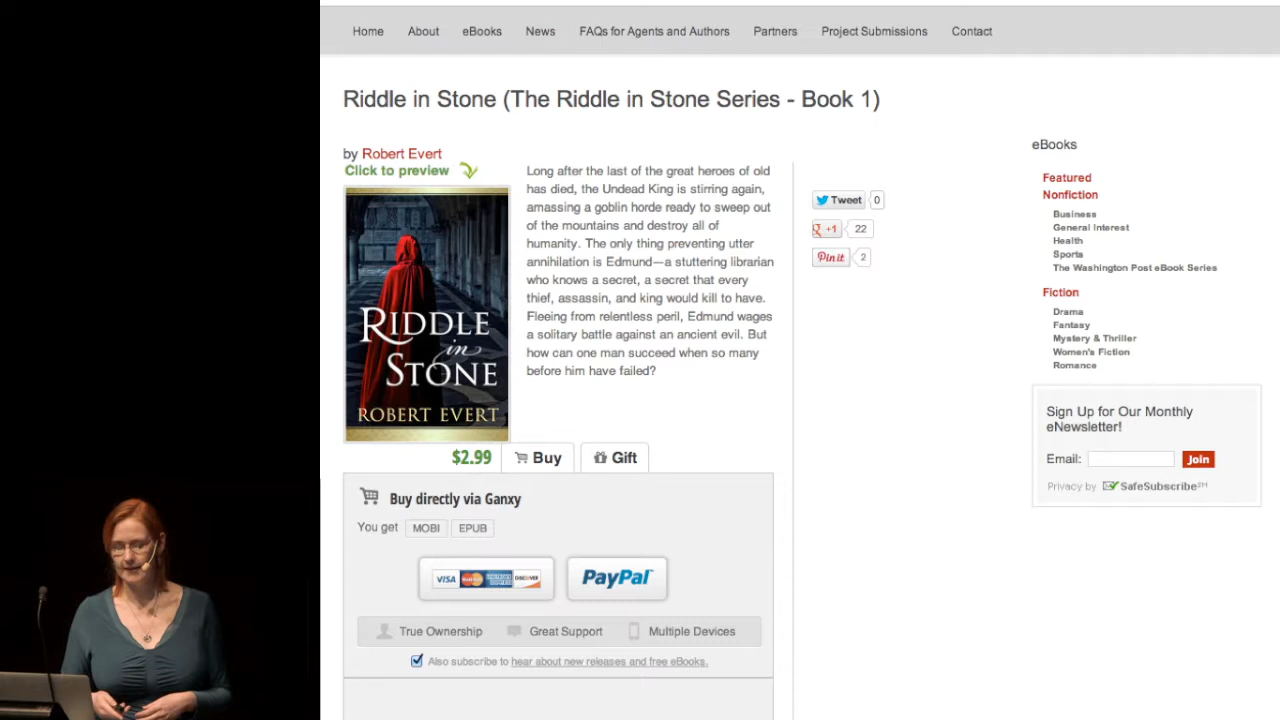 Home About eBooks News FAQs for Agents and Authors Partners Project Submissions Contact
Riddle in Stone (The Riddle in Stone Series - Book 1)
by Robert Evert
Click to preview
RIDDLE
in
STONE
ROBERT EVERT
Long after the last of the great heroes of old
has died, the Undead King is stirring again,
amassing a goblin horde ready to sweep out
of the mountains and destroy all of
humanity. The only thing preventing utter
annihilation is Edmund—a stuttering librarian
who knows a secret, a secret that every
thief, assassin, and king would kill to have.
Fleeing from relentless peril, Edmund wages
a solitary battle against an ancient evil. But
how can one man succeed when so many
before him have failed?
$2.99 Buy Gift
Buy directly via Ganxy
You get MOBI EPUB
VISA MasterCard AMERICAN EXPRESS DISCOVER PayPal™
True Ownership Great Support Multiple Devices
Also subscribe to hear about new releases and free eBooks.
Tweet 0
g +1 22
Pin it 2
eBooks
Featured
Nonfiction
Business
General Interest
Health
Sports
The Washington Post eBook Series
Fiction
Drama
Fantasy
Mystery & Thriller
Women's Fiction
Romance
Sign Up for Our Monthly
eNewsletter!
Email: Join
Privacy by SafeSubscribe℠